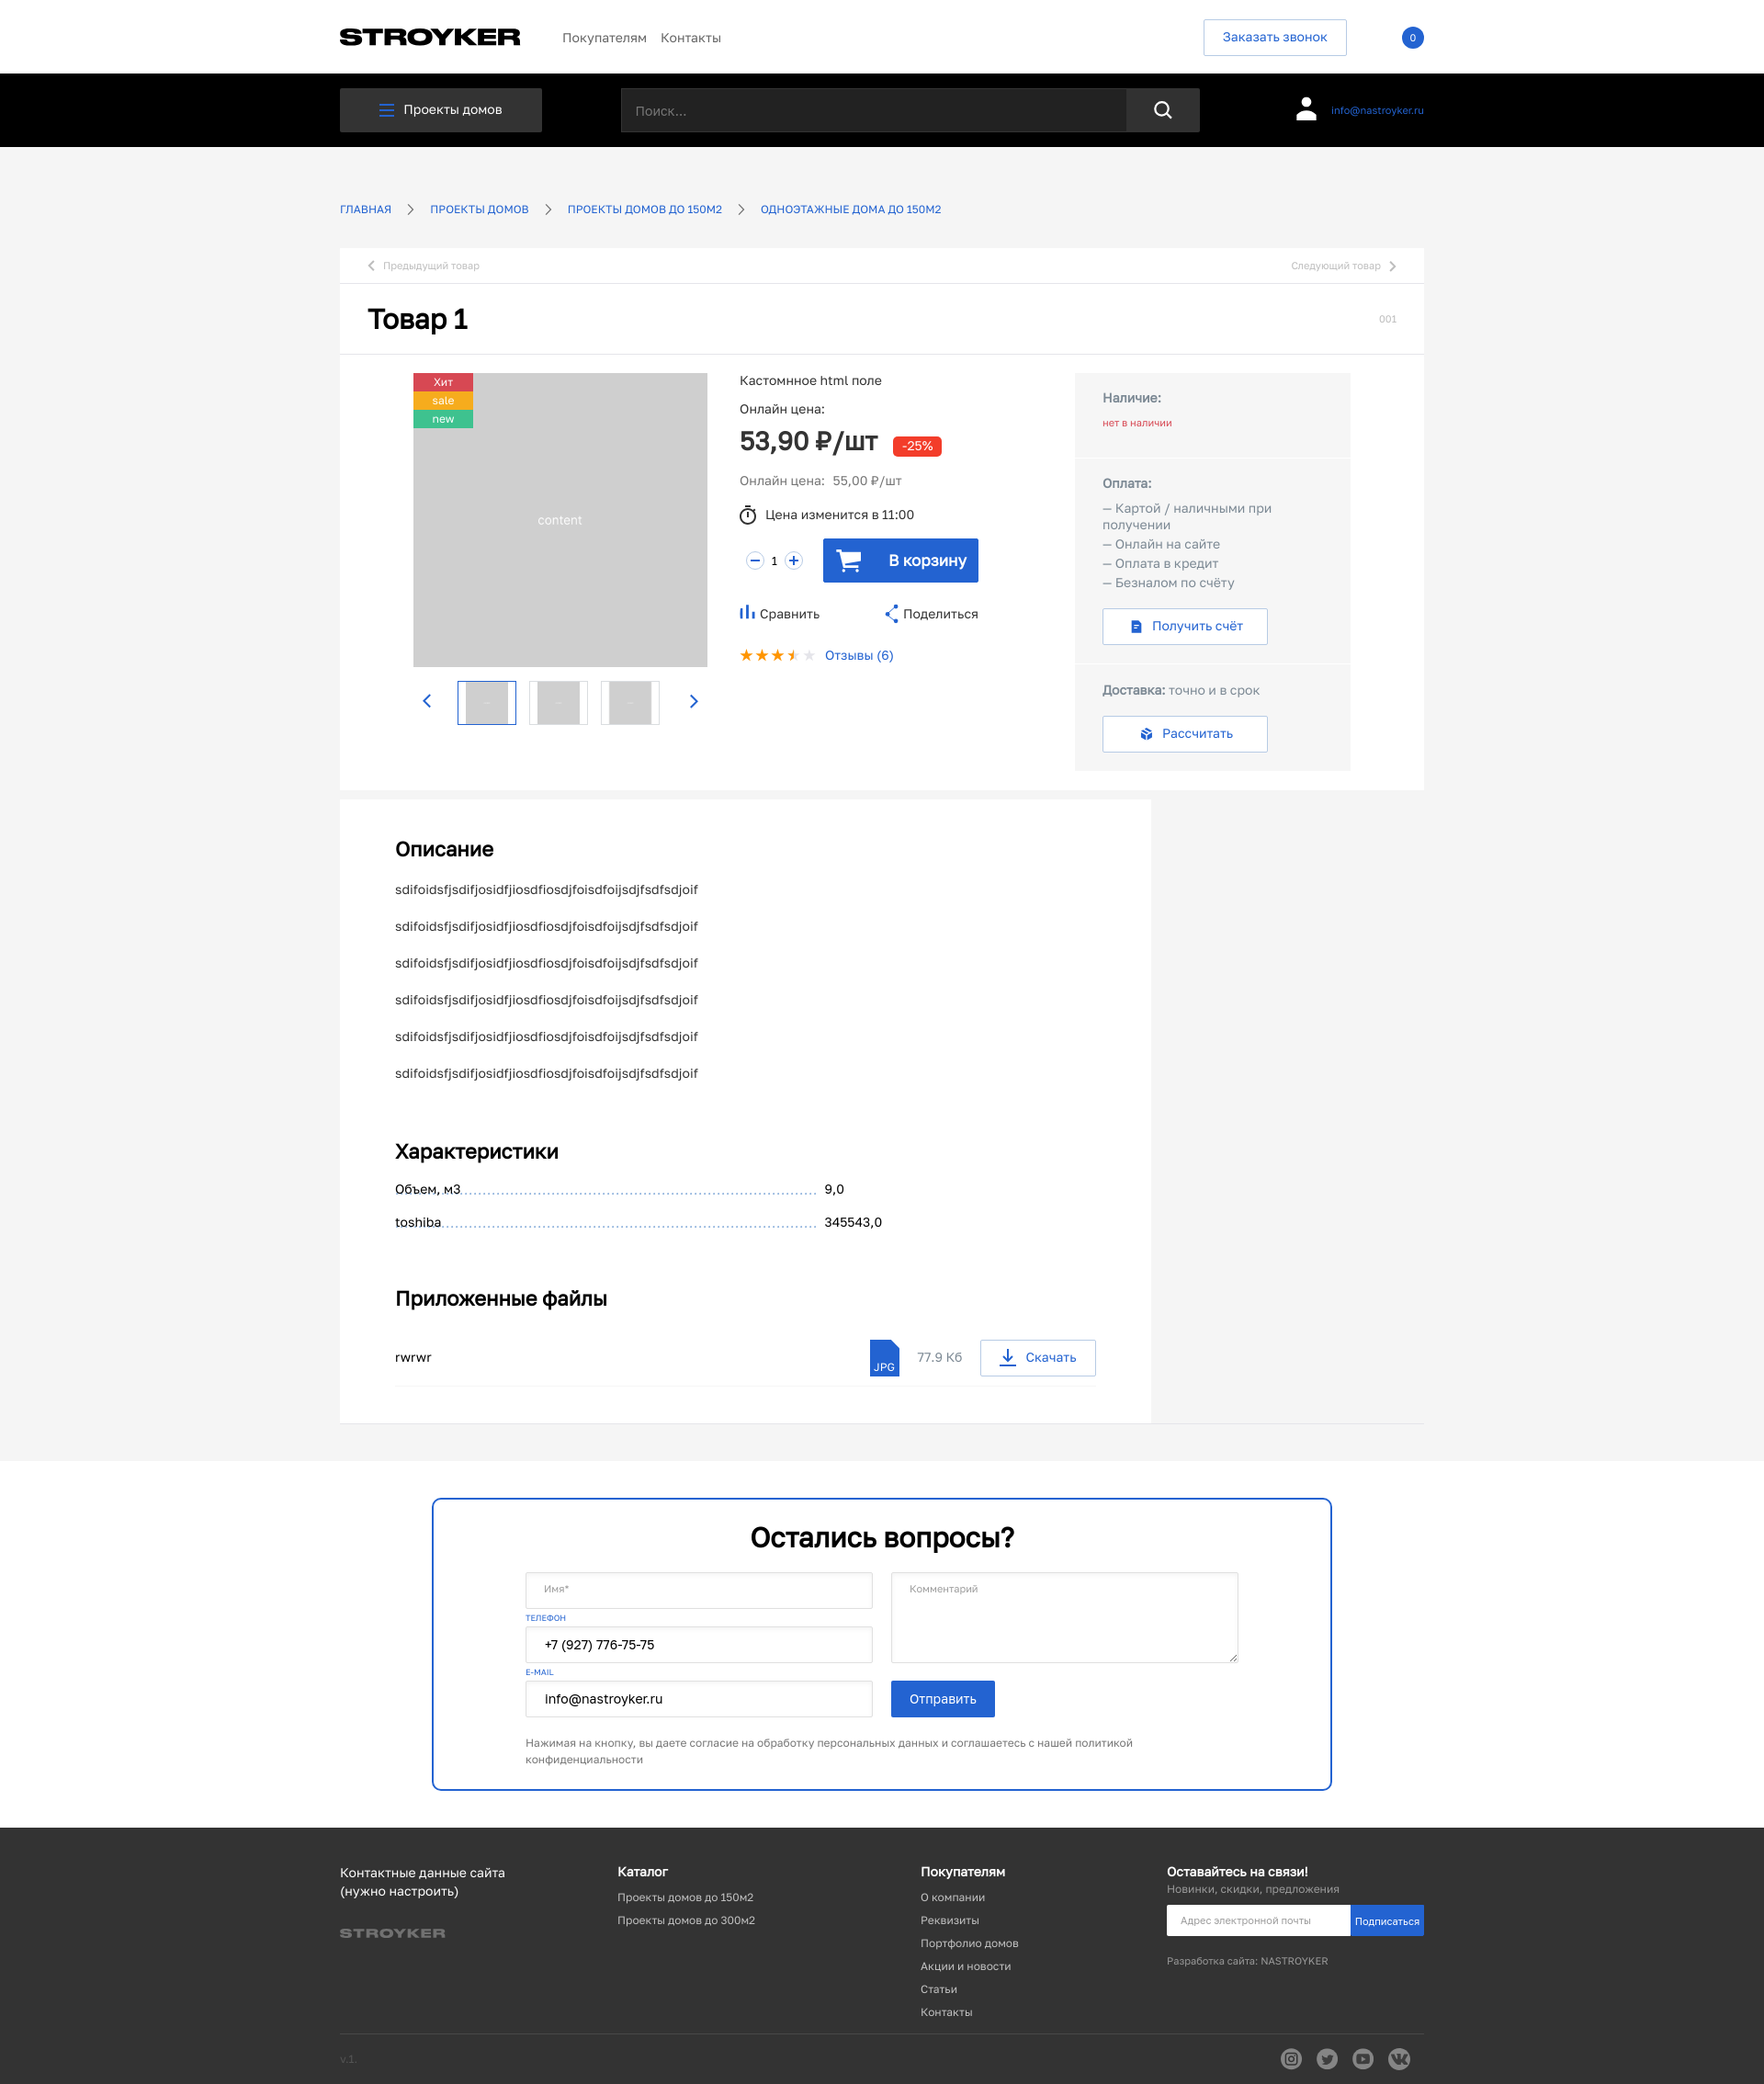 STROYKER
Покупателям Контакты
Заказать звонок
0
Проекты домов
Поиск...
info@nastroyker.ru
ГЛАВНАЯ
ПРОЕКТЫ ДОМОВ
ПРОЕКТЫ ДОМОВ ДО 150М2
ОДНОЭТАЖНЫЕ ДОМА ДО 150М2
Предыдущий товар
Следующий товар
Товар 1
001
Хит
sale
new
content
Кастомнное html поле
Онлайн цена:
53,90 ₽/шт
-25%
Онлайн цена: 55,00 ₽/шт
Цена изменится в 11:00
1
В корзину
Сравнить
Поделиться
Отзывы (6)
Наличие:
нет в наличии
Оплата:
— Картой / наличными при
получении
— Онлайн на сайте
— Оплата в кредит
— Безналом по счёту
Получить счёт
Доставка: точно и в срок
Рассчитать
Описание
sdifoidsfjsdifjosidfjiosdfiosdjfoisdfoijsdjfsdfsdjoif
sdifoidsfjsdifjosidfjiosdfiosdjfoisdfoijsdjfsdfsdjoif
sdifoidsfjsdifjosidfjiosdfiosdjfoisdfoijsdjfsdfsdjoif
sdifoidsfjsdifjosidfjiosdfiosdjfoisdfoijsdjfsdfsdjoif
sdifoidsfjsdifjosidfjiosdfiosdjfoisdfoijsdjfsdfsdjoif
sdifoidsfjsdifjosidfjiosdfiosdjfoisdfoijsdjfsdfsdjoif
Характеристики
Объем, м3 9,0
toshiba 345543,0
Приложенные файлы
rwrwr
JPG
77.9 Кб
Скачать
Остались вопросы?
Имя*
ТЕЛЕФОН
+7 (927) 776-75-75
E-MAIL
info@nastroyker.ru
Комментарий
Отправить
Нажимая на кнопку, вы даете согласие на обработку персональных данных и соглашаетесь с нашей политикой
конфиденциальности
Контактные данные сайта
(нужно настроить)
STROYKER
Каталог
Проекты домов до 150м2
Проекты домов до 300м2
Покупателям
О компании
Реквизиты
Портфолио домов
Акции и новости
Статьи
Контакты
Оставайтесь на связи!
Новинки, скидки, предложения
Адрес электронной почты
Подписаться
Разработка сайта: NASTROYKER
v.1.